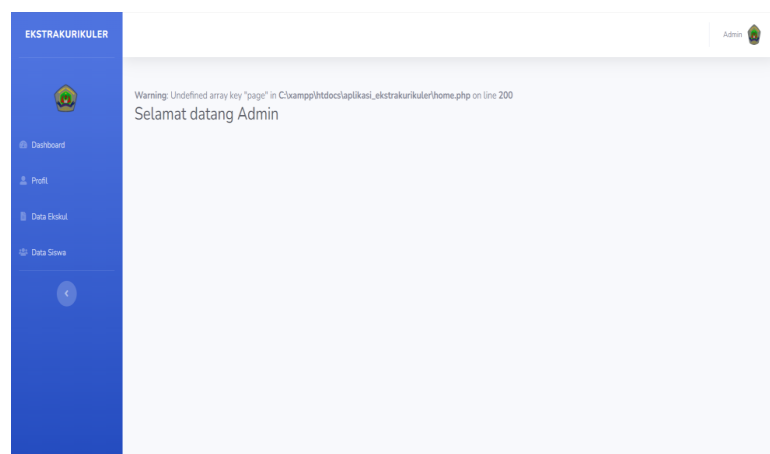 EKSTRAKURIKULER
Admin
Warning: Undefined array key "page" in C:\xampp\htdocs\aplikasi_ekstrakurikuler\home.php on line 200
Selamat datang Admin
Dashboard
Profil
Data Ekskul
Data Siswa